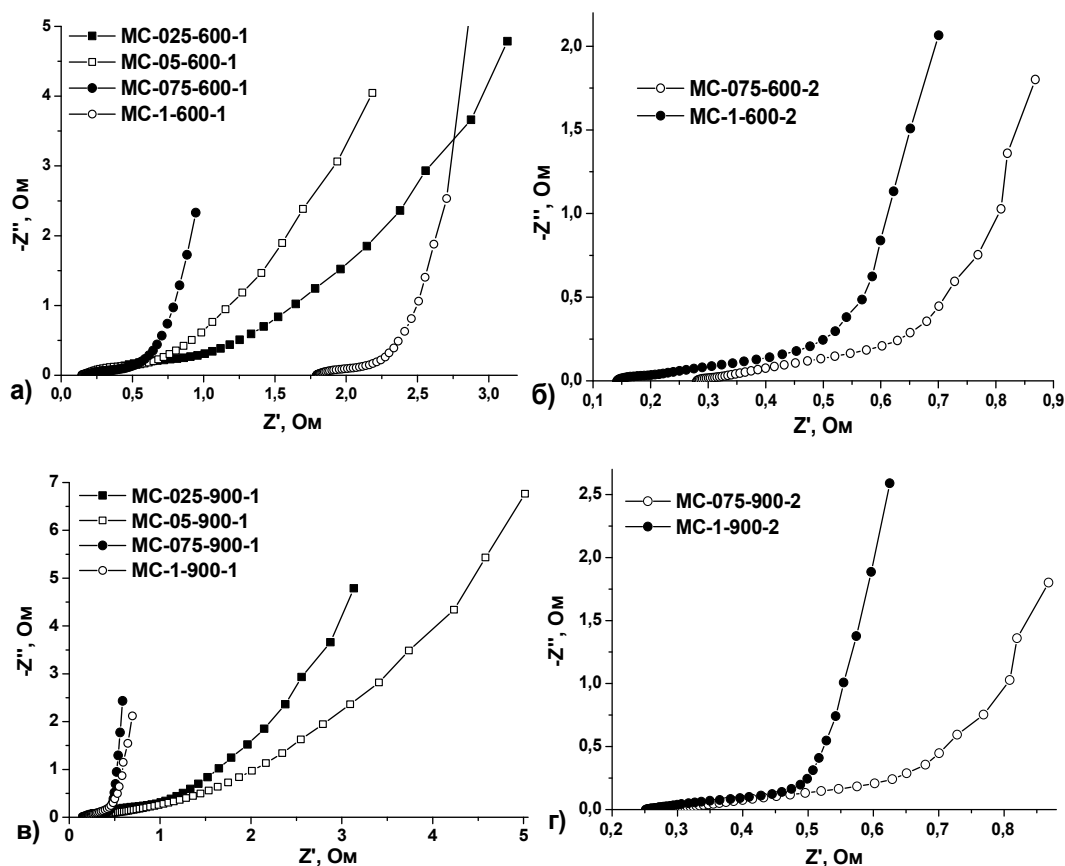 MC-025-600-1
MC-05-600-1
MC-075-600-1
MC-1-600-1
-Z'', Ом
5
4
3
2
1
0
0,0 0,5 1,0 1,5 2,0 2,5 3,0
Z', Ом
а)
MC-075-600-2
MC-1-600-2
-Z'', Ом
2,0
1,5
1,0
0,5
0,0
0,1 0,2 0,3 0,4 0,5 0,6 0,7 0,8 0,9
Z', Ом
б)
MC-025-900-1
MC-05-900-1
MC-075-900-1
MC-1-900-1
-Z'', Ом
7
6
5
4
3
2
1
0
0 1 2 3 4 5
Z', Ом
в)
MC-075-900-2
MC-1-900-2
-Z'', Ом
2,5
2,0
1,5
1,0
0,5
0,0
0,2 0,3 0,4 0,5 0,6 0,7 0,8
Z', Ом
г)